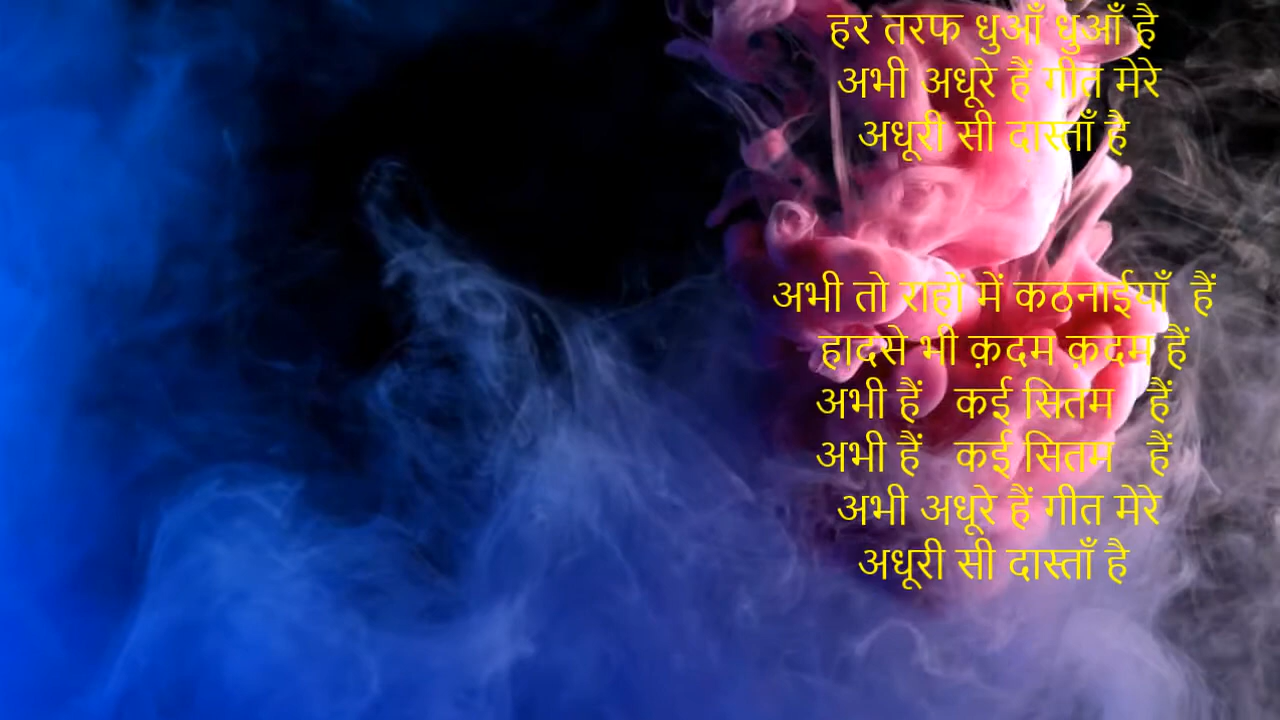 हर तरफ धुआँ धुआँ है
अभी अधूरे हैं गीत मेरे
अधूरी सी दास्ताँ है
अभी तो राहों में कठनाईयाँ हैं
हादसे भी क़दम क़दम हैं
अभी हैं कई सितम हैं
अभी हैं कई सितम हैं
अभी अधूरे हैं गीत मेरे
अधूरी सी दास्ताँ है